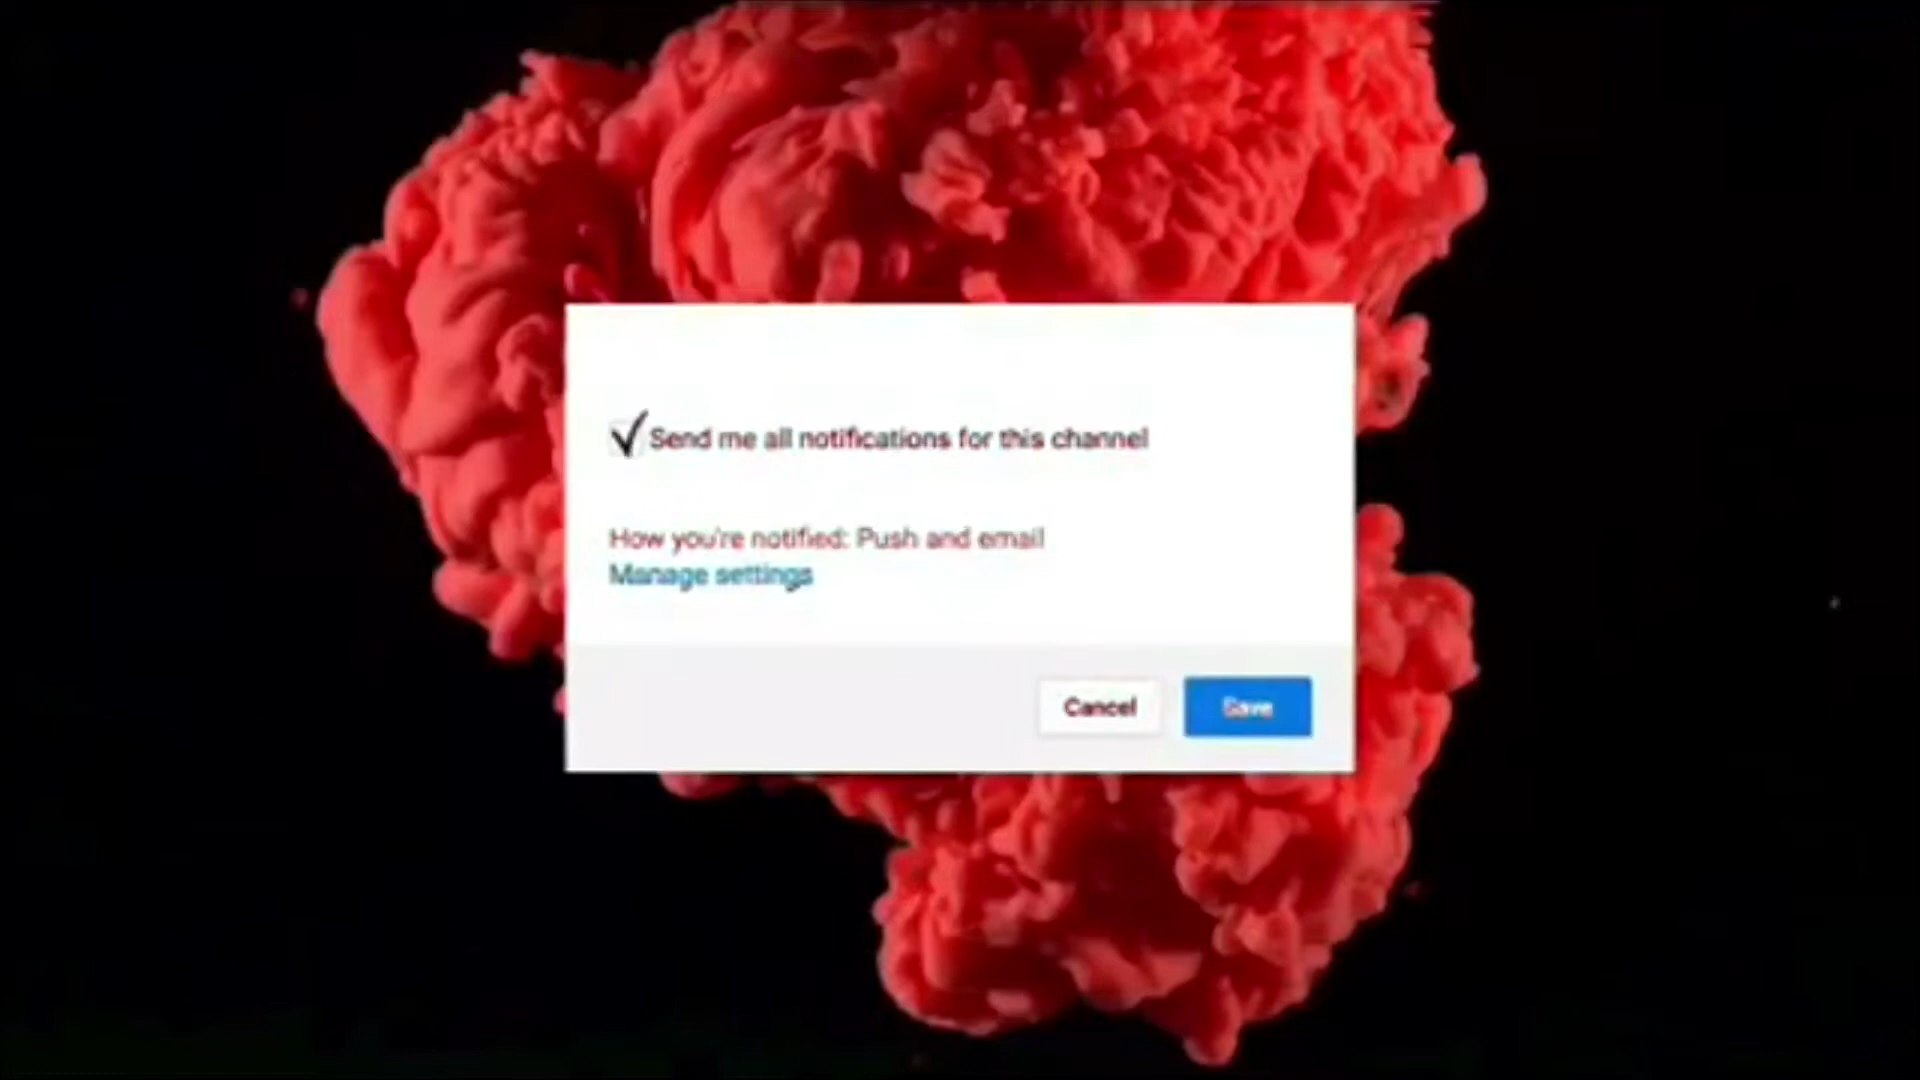 Send me all notifications for this channel
How you're notified: Push and email
Manage settings
Cancel
Save